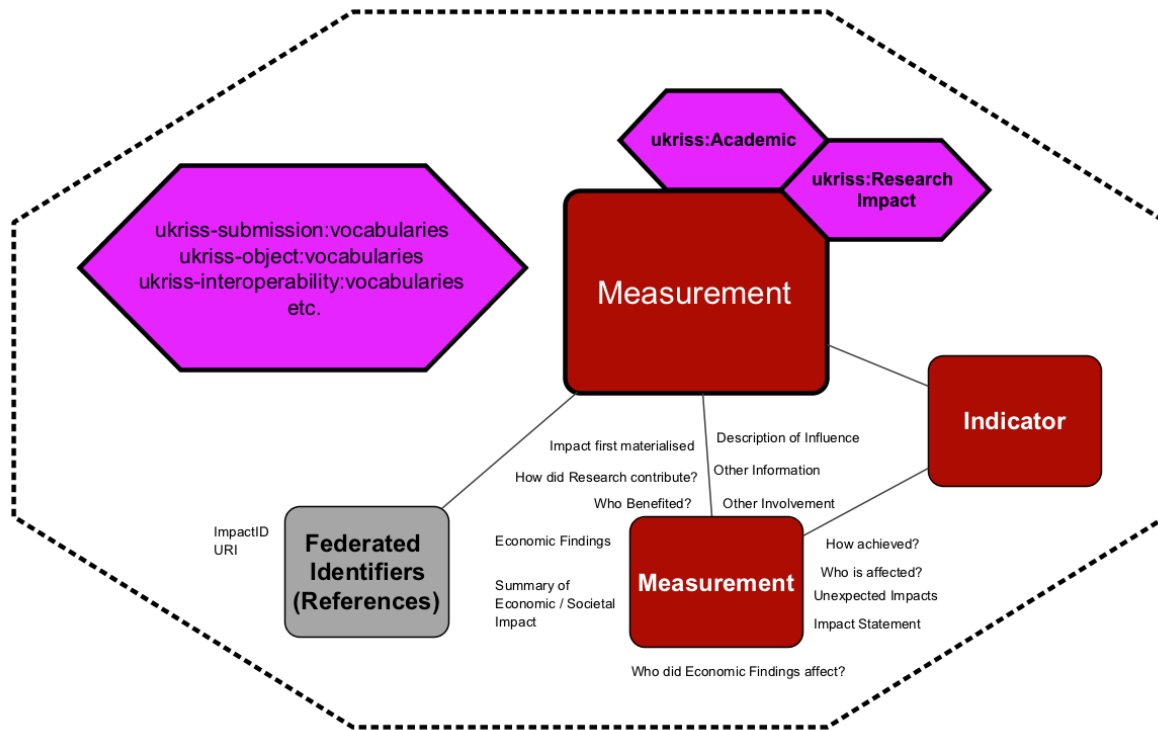 ukriss:Academic
ukriss:Research
Impact
ukriss-submission:vocabularies
ukriss-object:vocabularies
ukriss-interoperability:vocabularies
etc.
Measurement
Indicator
Impact first materialised
Description of Influence
How did Research contribute?
Other Information
Who Benefited?
Other Involvement
ImpactID
URI
Federated
Identifiers
(References)
Economic Findings
Summary of
Economic / Societal
Impact
Measurement
How achieved?
Who is affected?
Unexpected Impacts
Impact Statement
Who did Economic Findings affect?